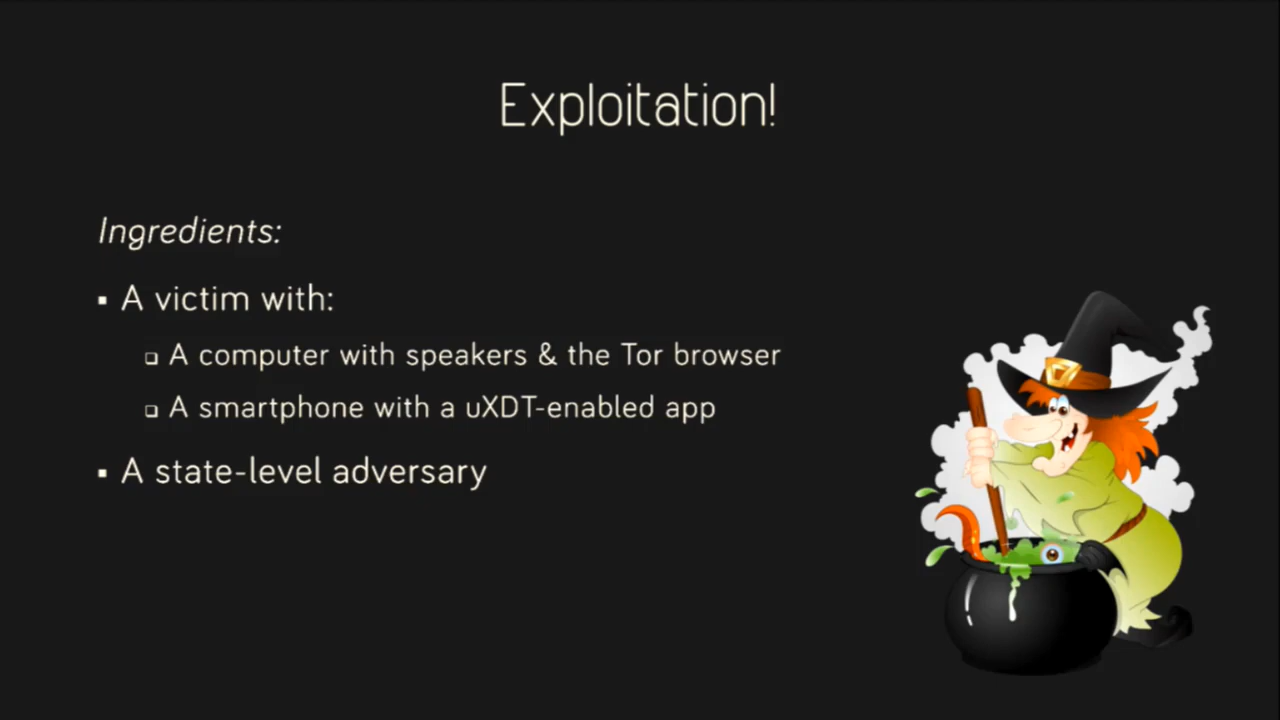 Exploitation!
Ingredients:
▪ A victim with:
❑ A computer with speakers & the Tor browser
❑ A smartphone with a uXDT-enabled app
▪ A state-level adversary